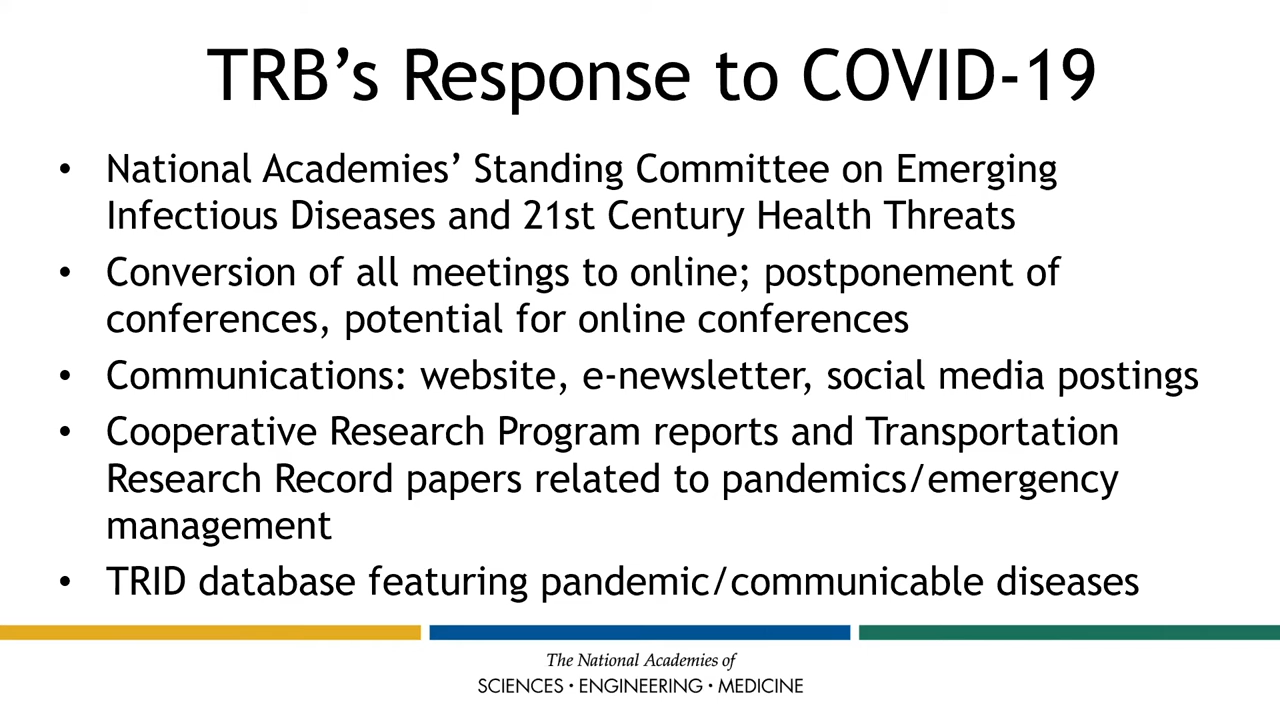 TRB’s Response to COVID-19
• National Academies’ Standing Committee on Emerging
Infectious Diseases and 21st Century Health Threats
• Conversion of all meetings to online; postponement of
conferences, potential for online conferences
• Communications: website, e-newsletter, social media postings
• Cooperative Research Program reports and Transportation
Research Record papers related to pandemics/emergency
management
• TRID database featuring pandemic/communicable diseases
The National Academies of
SCIENCES · ENGINEERING · MEDICINE